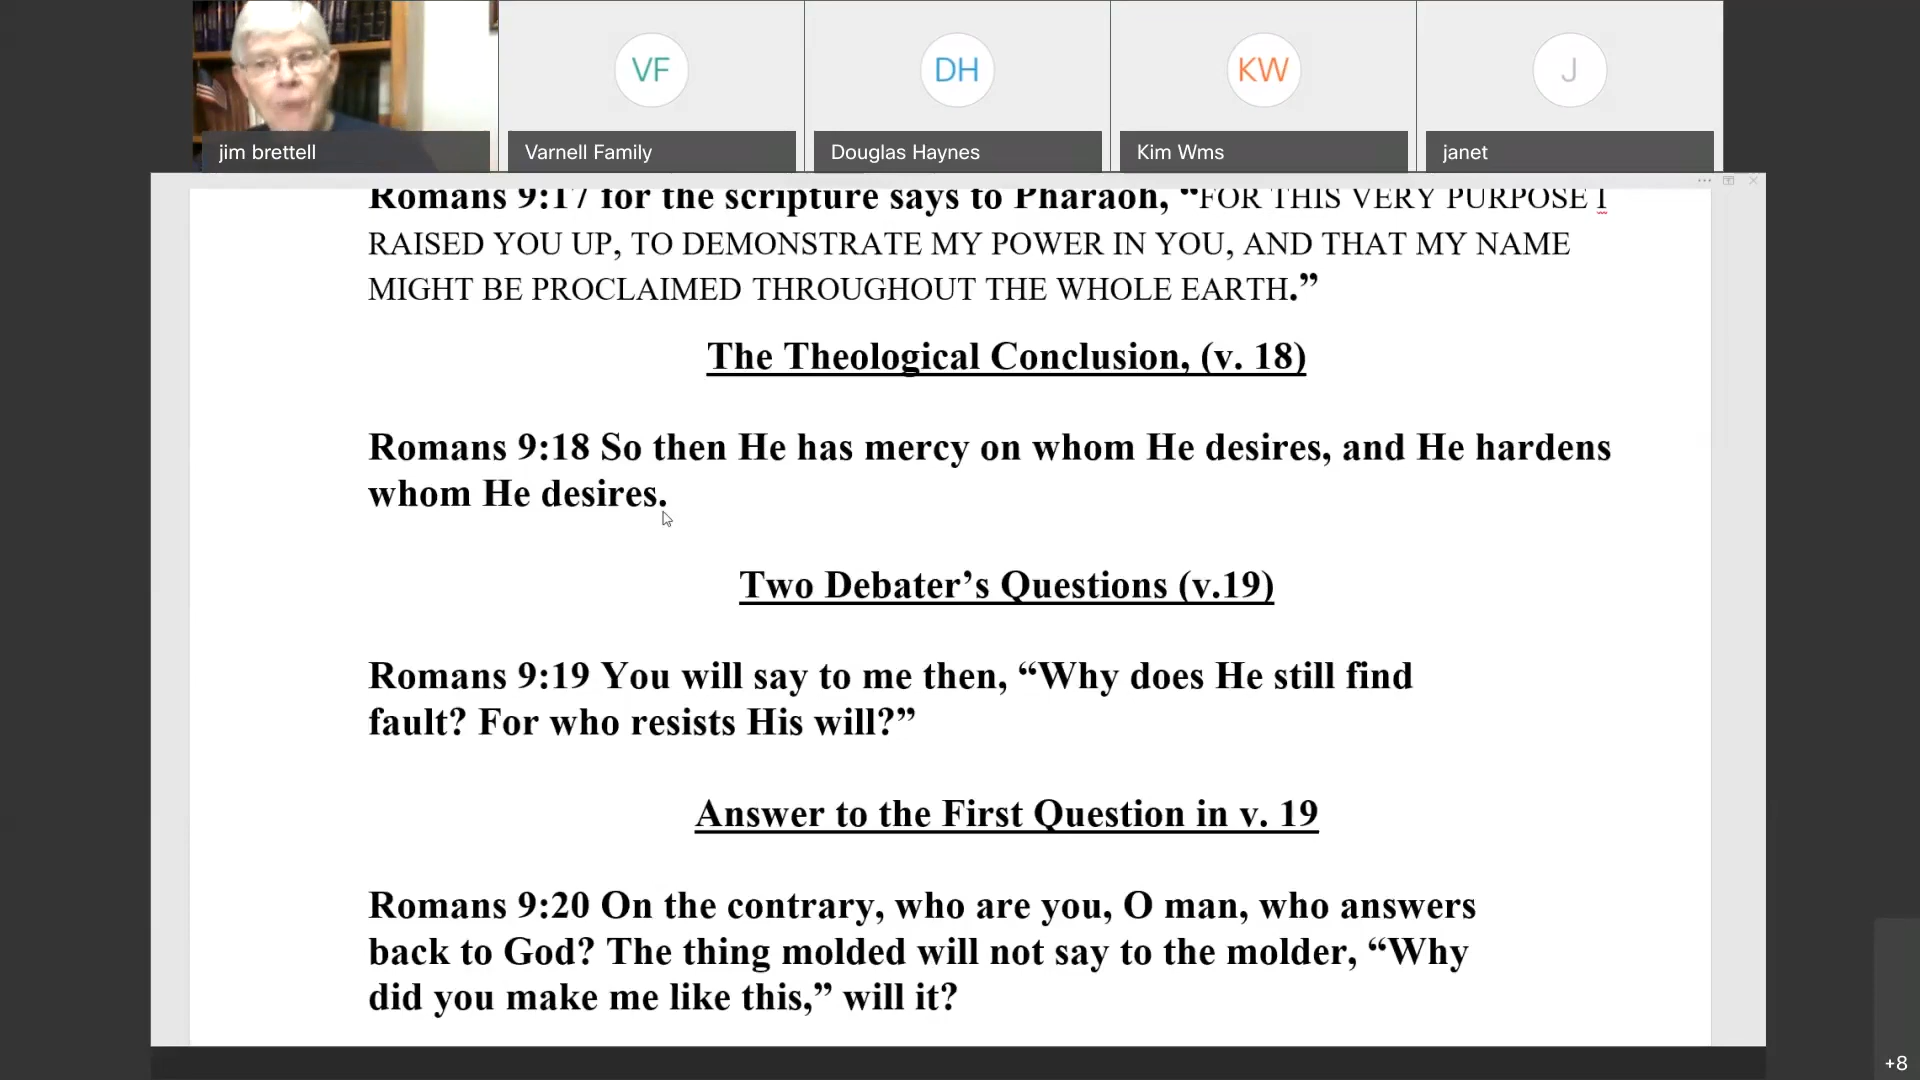 VF
DH
KW
J
jim brettell
Varnell Family
Douglas Haynes
Kim Wms
janet
Romans 9:17 for the scripture says to Pharaoh, “FOR THIS VERY PURPOSE I
RAISED YOU UP, TO DEMONSTRATE MY POWER IN YOU, AND THAT MY NAME
MIGHT BE PROCLAIMED THROUGHOUT THE WHOLE EARTH.”
The Theological Conclusion, (v. 18)
Romans 9:18 So then He has mercy on whom He desires, and He hardens
whom He desires.
Two Debater’s Questions (v.19)
Romans 9:19 You will say to me then, “Why does He still find
fault? For who resists His will?”
Answer to the First Question in v. 19
Romans 9:20 On the contrary, who are you, O man, who answers
back to God? The thing molded will not say to the molder, “Why
did you make me like this,” will it?
+8